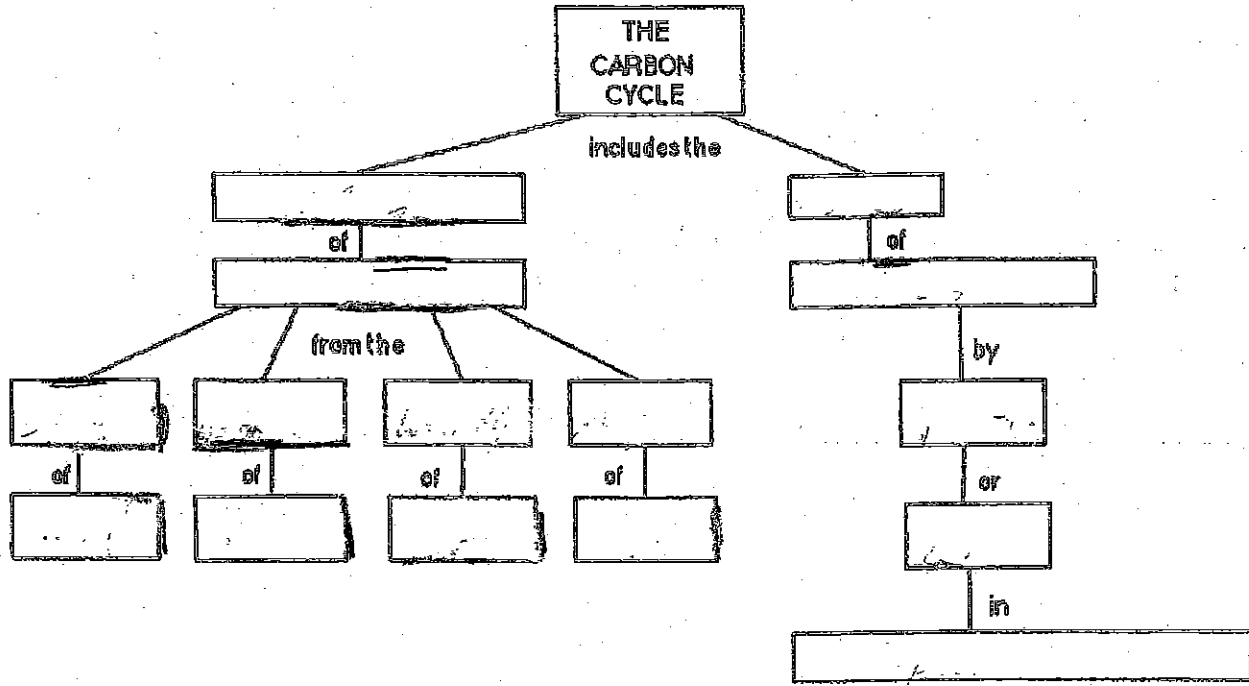 THE
CARBON
CYCLE
includes the
of
of
from the
by
of
of
of
of
or
in